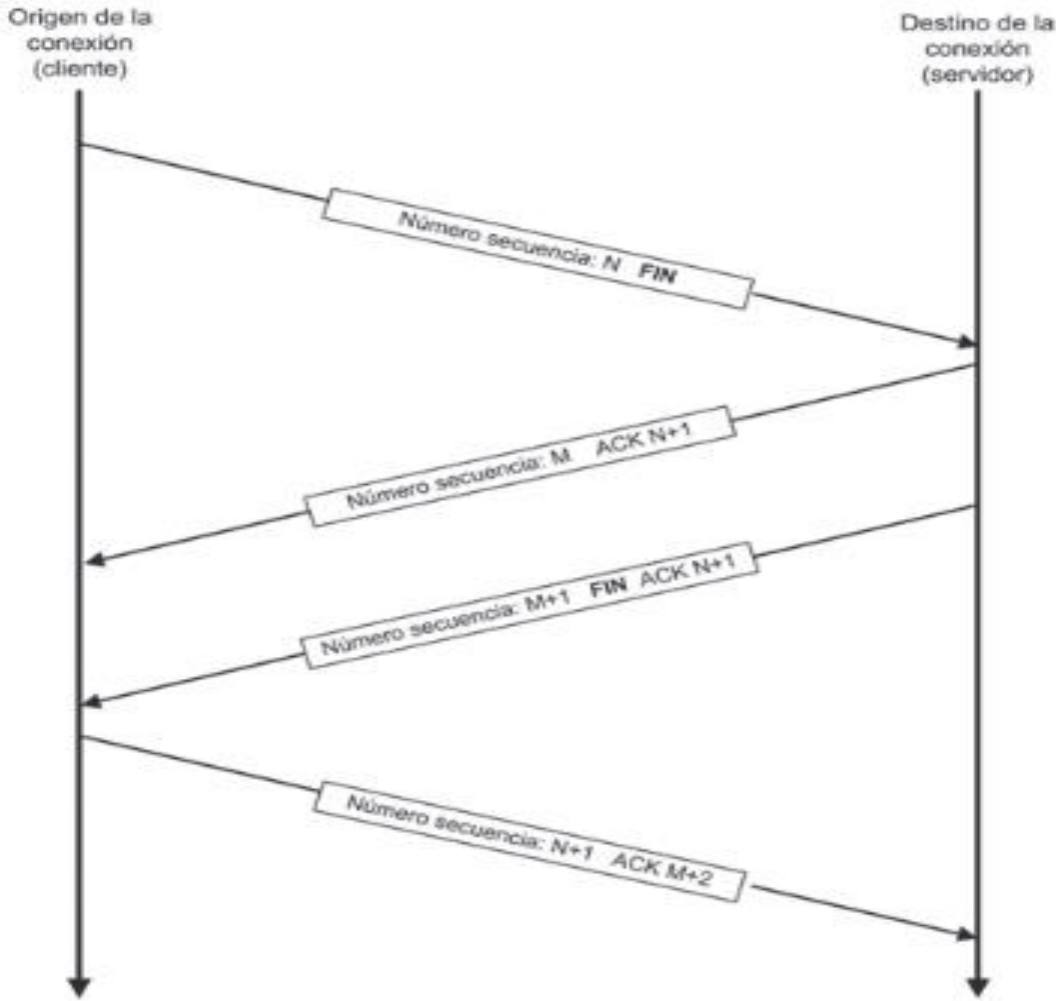 Origen de la
conexión
(cliente)
Destino de la
conexión
(servidor)
Número secuencia: N FIN
Número secuencia: M ACK N+1
Número secuencia: M+1 FIN ACK N+1
Número secuencia: N+1 ACK M+2